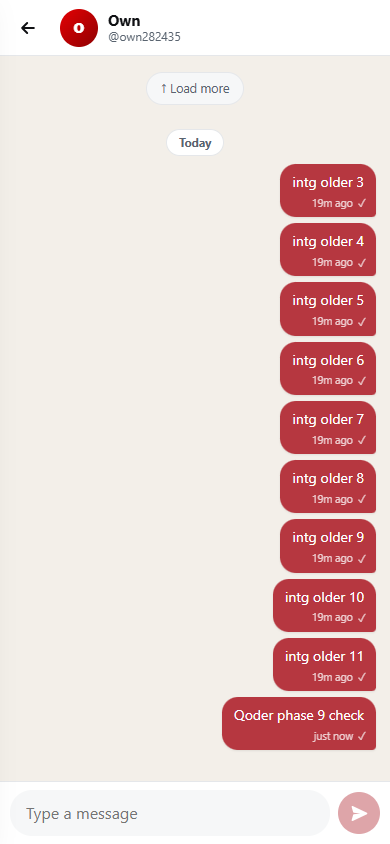 ←
O
Own
@own282435
↑ Load more
Today
intg older 3
19m ago ✓
intg older 4
19m ago ✓
intg older 5
19m ago ✓
intg older 6
19m ago ✓
intg older 7
19m ago ✓
intg older 8
19m ago ✓
intg older 9
19m ago ✓
intg older 10
19m ago ✓
intg older 11
19m ago ✓
Qoder phase 9 check
just now ✓
Type a message